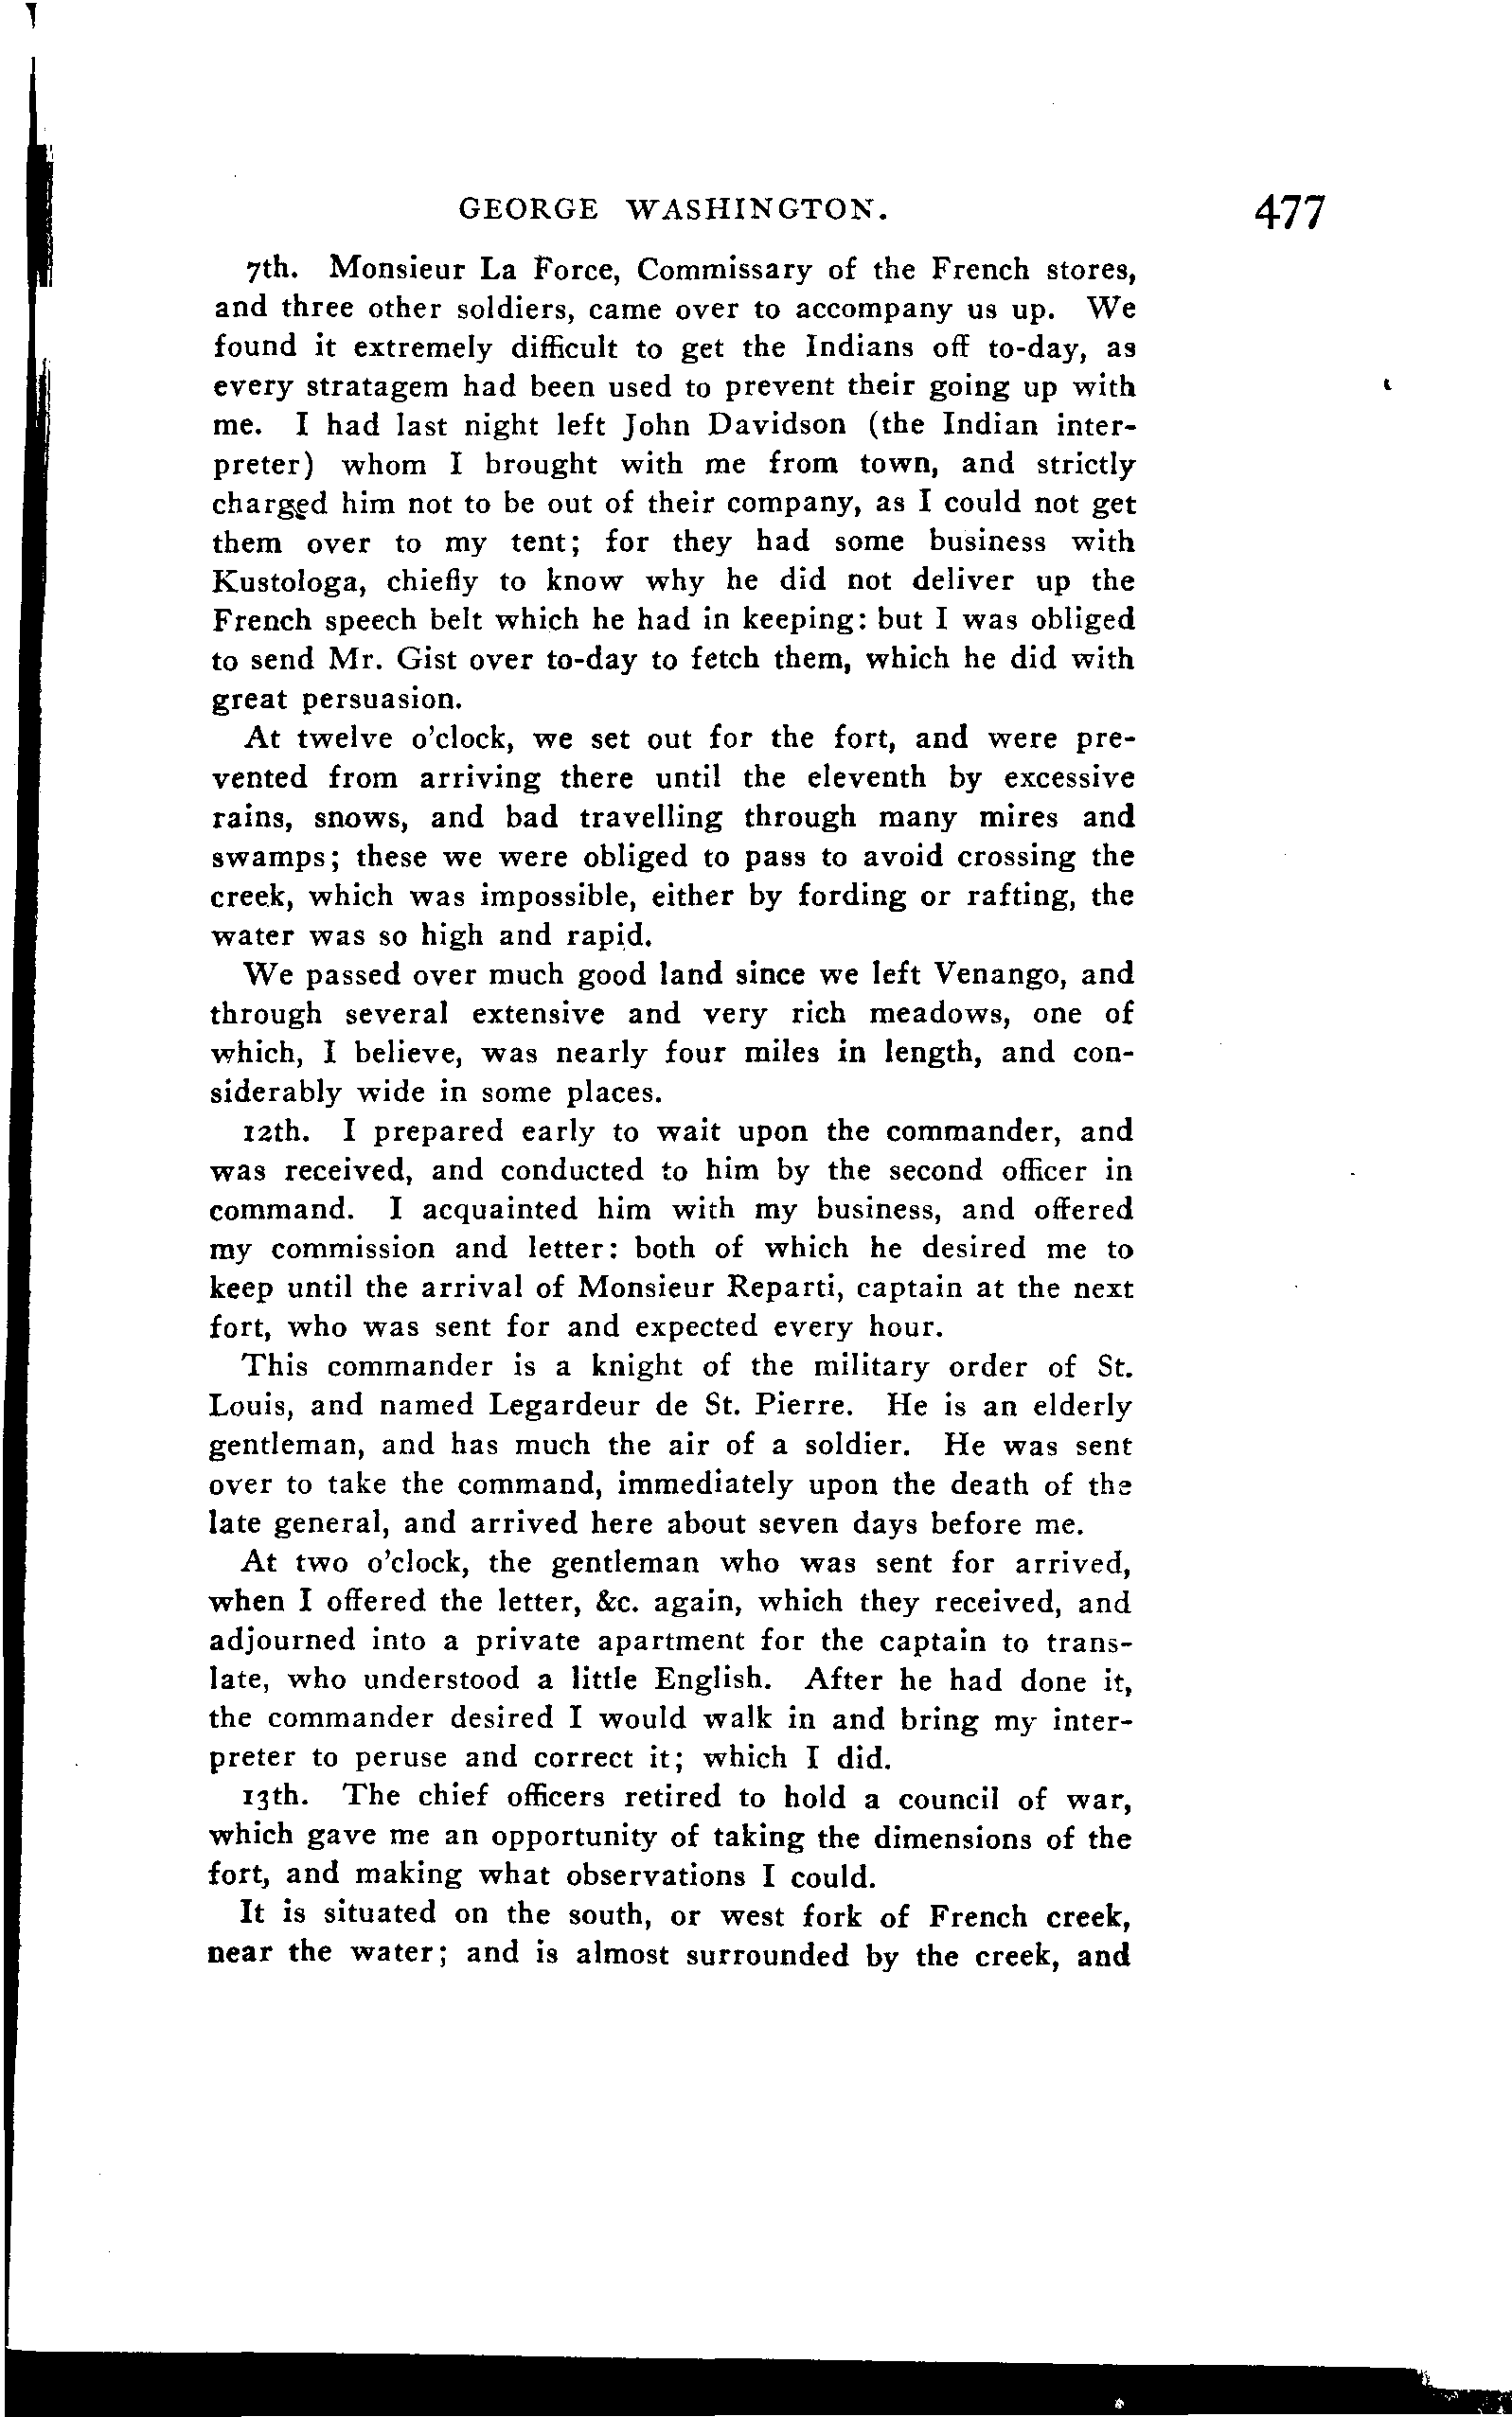 GEORGE WASHINGTON. 477
7th. Monsieur La Force, Commissary of the French stores,
and three other soldiers, came over to accompany us up. We
found it extremely difficult to get the Indians off to-day, as
every stratagem had been used to prevent their going up with
me. I had last night left John Davidson (the Indian inter-
preter) whom I brought with me from town, and strictly
charged him not to be out of their company, as I could not get
them over to my tent; for they had some business with
Kustologa, chiefly to know why he did not deliver up the
French speech belt which he had in keeping: but I was obliged
to send Mr. Gist over to-day to fetch them, which he did with
great persuasion.
At twelve o'clock, we set out for the fort, and were pre-
vented from arriving there until the eleventh by excessive
rains, snows, and bad travelling through many mires and
swamps; these we were obliged to pass to avoid crossing the
creek, which was impossible, either by fording or rafting, the
water was so high and rapid.
We passed over much good land since we left Venango, and
through several extensive and very rich meadows, one of
which, I believe, was nearly four miles in length, and con-
siderably wide in some places.
12th. I prepared early to wait upon the commander, and
was received, and conducted to him by the second officer in
command. I acquainted him with my business, and offered
my commission and letter: both of which he desired me to
keep until the arrival of Monsieur Reparti, captain at the next
fort, who was sent for and expected every hour.
This commander is a knight of the military order of St.
Louis, and named Legardeur de St. Pierre. He is an elderly
gentleman, and has much the air of a soldier. He was sent
over to take the command, immediately upon the death of the
late general, and arrived here about seven days before me.
At two o'clock, the gentleman who was sent for arrived,
when I offered the letter, &c. again, which they received, and
adjourned into a private apartment for the captain to trans-
late, who understood a little English. After he had done it,
the commander desired I would walk in and bring my inter-
preter to peruse and correct it; which I did.
13th. The chief officers retired to hold a council of war,
which gave me an opportunity of taking the dimensions of the
fort, and making what observations I could.
It is situated on the south, or west fork of French creek,
near the water; and is almost surrounded by the creek, and